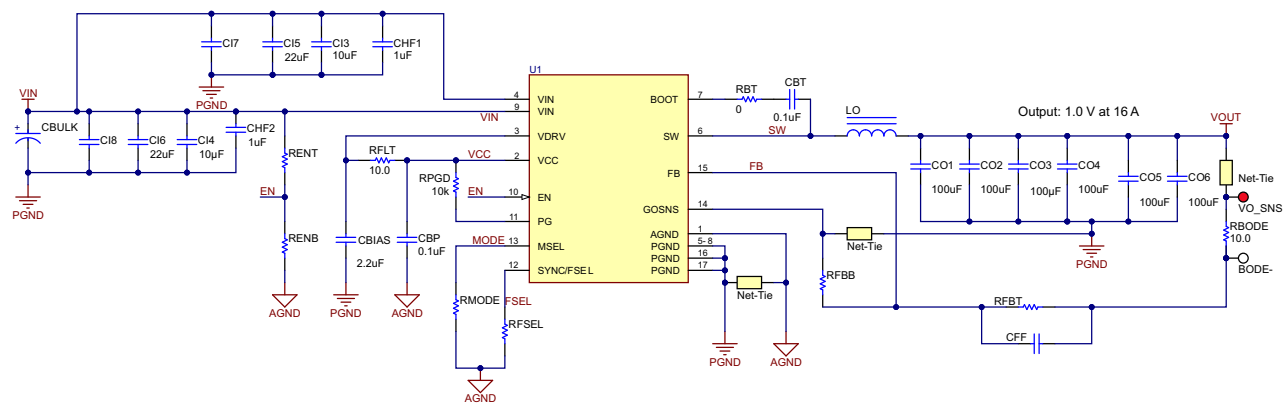 CI7
CI5
22uF
CI3
10uF
CHF1
1uF
PGND
VIN
CBULK
+
CI8
CI6
22uF
CI4
10µF
CHF2
1uF
PGND
EN
RENT
RENB
AGND
VIN
RFLT
10.0
VCC
RPGD
10k
EN
CBIAS
2.2uF
CBP
0.1uF
PGND
AGND
MODE
RMODE
FSEL
RFSEL
AGND
U1
4 VIN
9 VIN
3 VDRV
2 VCC
10 EN
11 PG
13 MSEL
12 SYNC/FSEL
BOOT 7
SW 6
FB 15
GOSNS 14
AGND 1
PGND 5- 8
PGND 16
PGND 17
RBT
0
CBT
0.1uF
SW
LO
FB
Output: 1.0 V at 16 A
VOUT
CO1
100uF
CO2
100uF
CO3
100µF
CO4
100uF
CO5
100uF
CO6
100uF
PGND
Net-Tie
VO_SNS
RBODE
10.0
BODE-
Net-Tie
RFBB
RFBT
CFF
Net-Tie
PGND
AGND